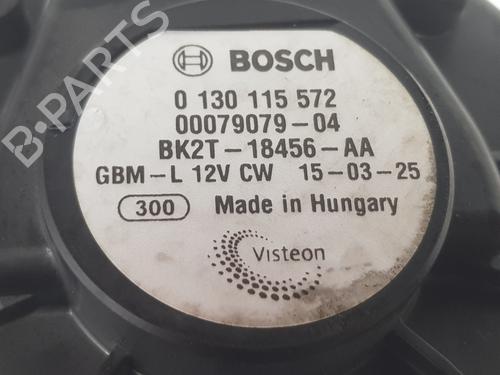 BOSCH
0 130 115 572
00079079-04
BK2T-18456-AA
GBM-L 12V CW 15-03-25
300 Made in Hungary
Visteon
B-PARTS